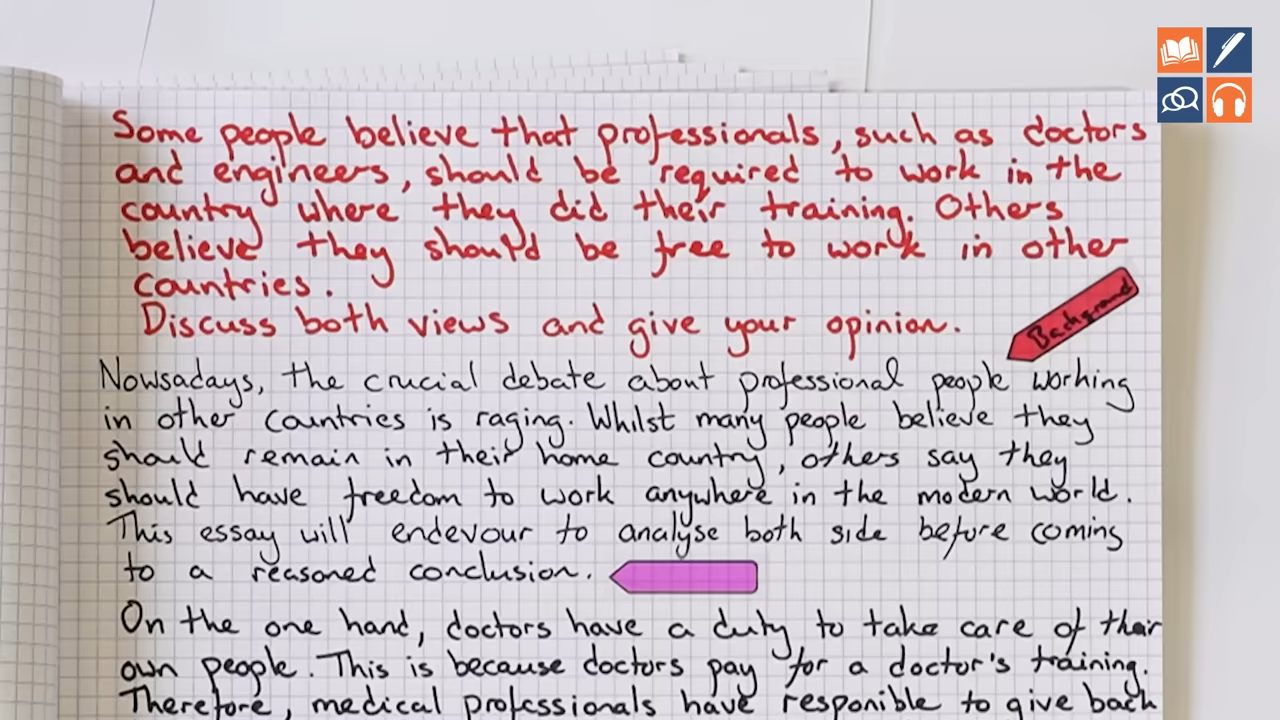 Some people believe that professionals, such as doctors
and engineers, should be required to work in the
country where they did their training. Others
believe they should be free to work in other
countries.
Discuss both views and give your opinion.
Background
Nowsadays, the crucial debate about professional people working
in other countries is raging. Whilst many people believe they
should remain in their home country, others say they
should have freedom to work anywhere in the modern world.
This essay will endevour to analyse both side before coming
to a reasoned conclusion.
On the one hand, doctors have a duty to take care of their
own people. This is because doctors pay for a doctor's training.
Therefore, medical professionals have responible to give back